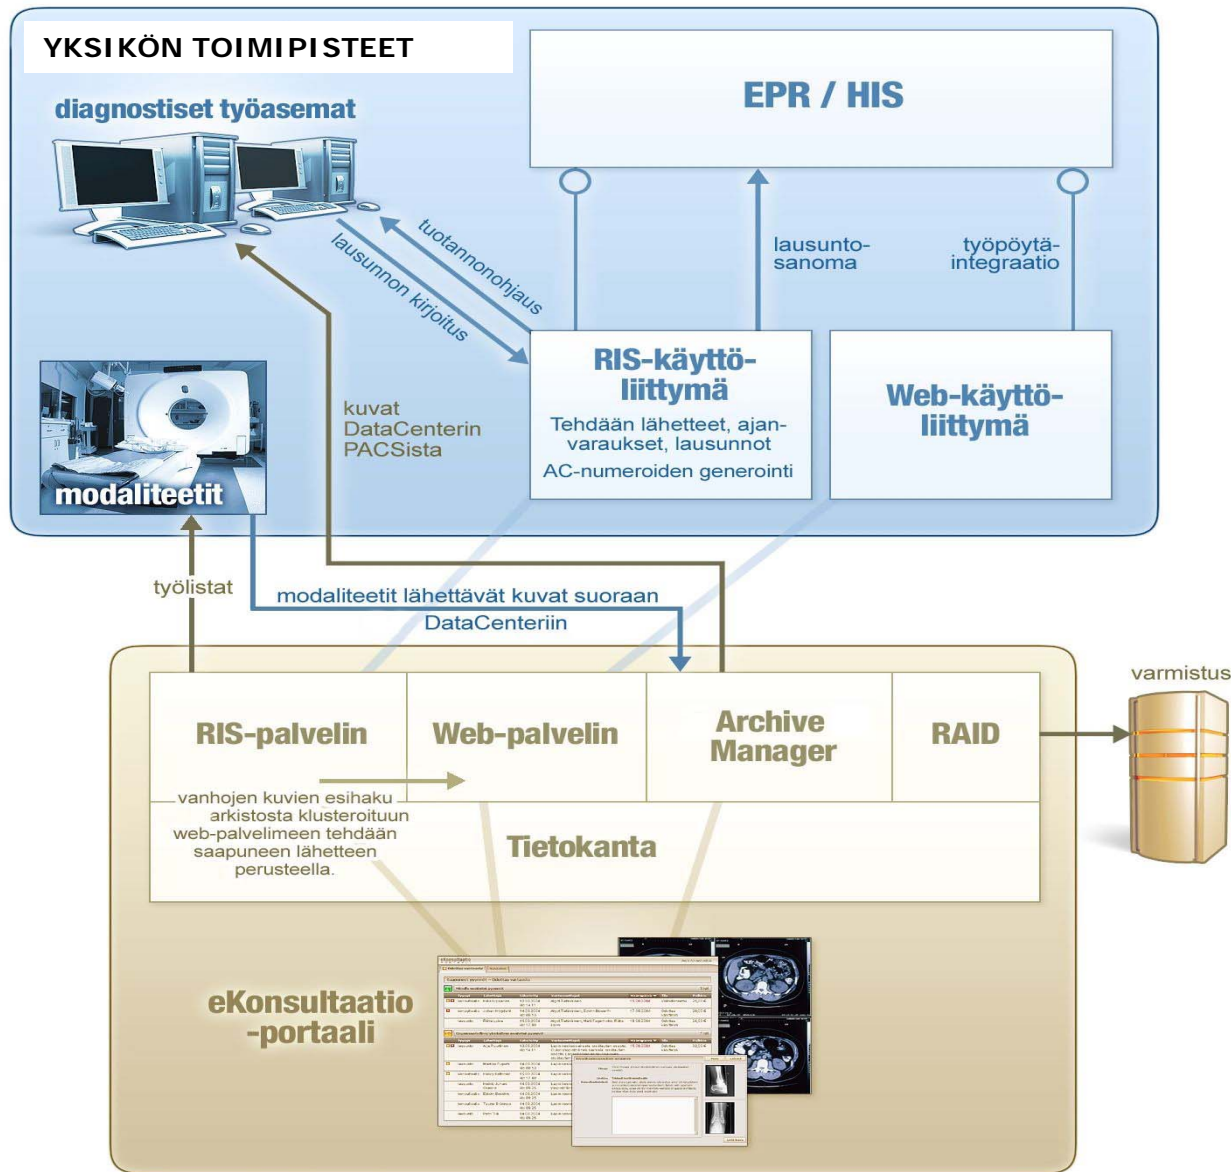 YKSIKÖN TOIMIPISTEET
diagnostiset työasemat
EPR / HIS
tuotannonohjaus
lausunnon kirjoitus
lausunto-
sanoma
työpöytä-
integraatio
RIS-käyttö-
liittymä
Tehdään lähetteet, ajan-
varaukset, lausunnot
AC-numeroiden generointi
Web-käyttö-
liittymä
kuvat
DataCenterin
PACSista
modaliteetit
työlistat
modaliteetit lähettävät kuvat suoraan
DataCenteriin
varmistus
RIS-palvelin
Web-palvelin
Archive
Manager
RAID
vanhojen kuvien esihaku
arkistosta klusteroituun
web-palvelimeen tehdään
saapuneen lähetteen
perusteella.
Tietokanta
eKonsultaatio
-portaali